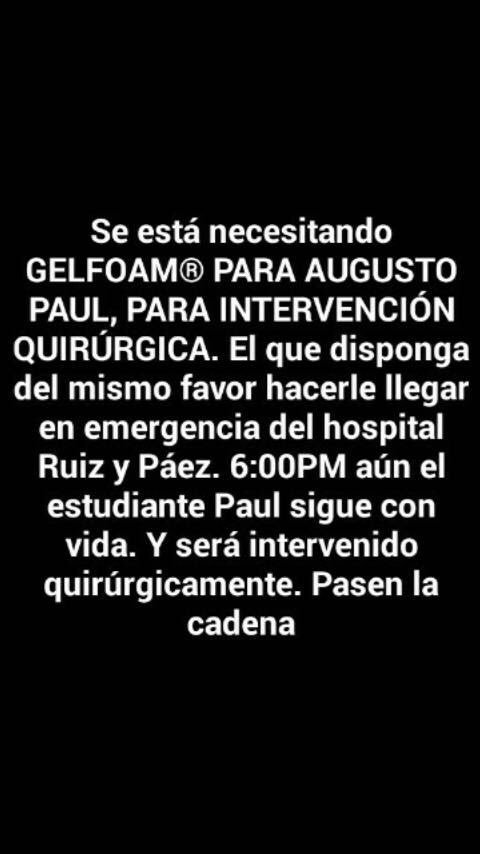 Se está necesitando
GELFOAM® PARA AUGUSTO
PAUL, PARA INTERVENCIÓN
QUIRÚRGICA. El que disponga
del mismo favor hacerle llegar
en emergencia del hospital
Ruiz y Páez. 6:00PM aún el
estudiante Paul sigue con
vida. Y será intervenido
quirúrgicamente. Pasen la
cadena